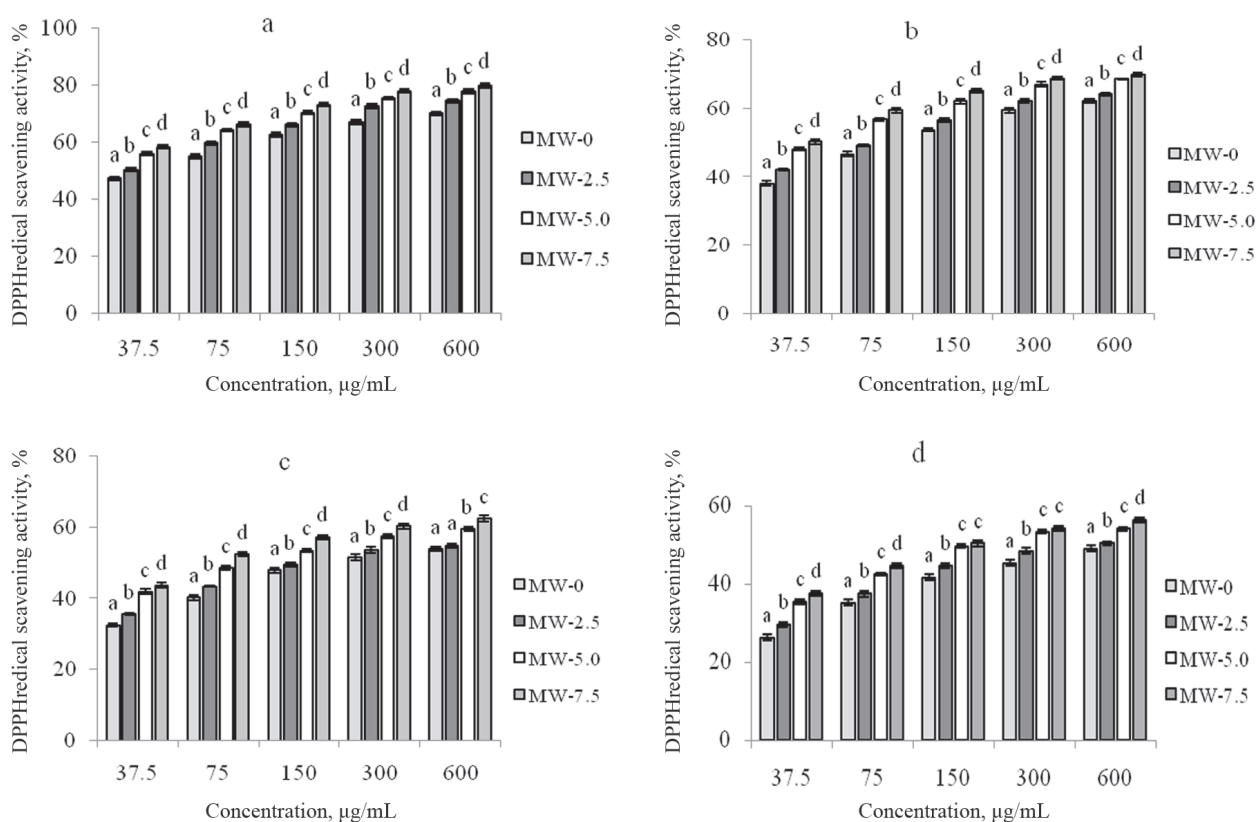 a
DPPHredical scavening activity, %
100
80
60
40
20
0
a b c d
a b c d
a b c d
a b c d
a b c d
37.5 75 150 300 600
Concentration, μg/mL
MW-0
MW-2.5
MW-5.0
MW-7.5
b
DPPHredical scavening activity, %
80
60
40
20
0
a b c d
a b c d
a b c d
a b c d
a b c d
37.5 75 150 300 600
Concentration, μg/mL
MW-0
MW-2.5
MW-5.0
MW-7.5
c
DPPHredical scavening activity, %
80
60
40
20
0
a b c d
a b c d
a b c d
a b c d
a a b c
37.5 75 150 300 600
Concentration, μg/mL
MW-0
MW-2.5
MW-5.0
MW-7.5
d
DPPHredical scavening activity, %
60
40
20
0
a b c d
a b c d
a b c c
a b c c
a b c d
37.5 75 150 300 600
Concentration, μg/mL
MW-0
MW-2.5
MW-5.0
MW-7.5